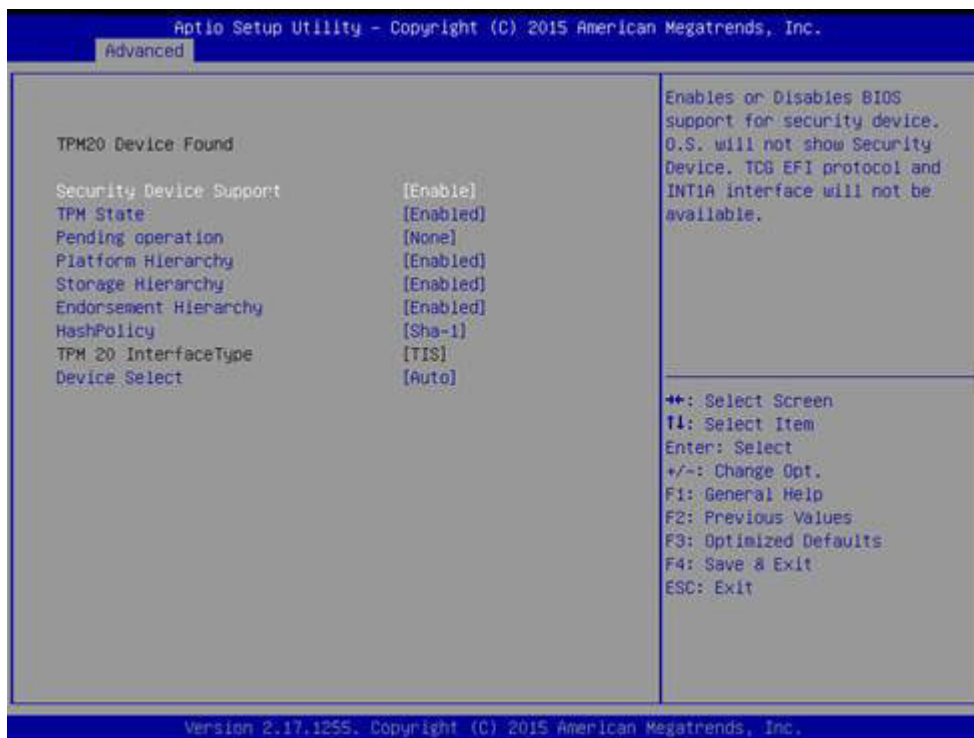 Aptio Setup Utility - Copyright (C) 2015 American Megatrends, Inc.
Advanced
TPM20 Device Found
Security Device Support [Enable]
TPM State [Enabled]
Pending operation [None]
Platform Hierarchy [Enabled]
Storage Hierarchy [Enabled]
Endorsement Hierarchy [Enabled]
HashPolicy [Sha-1]
TPM 20 InterfaceType [TIS]
Device Select [Auto]
Enables or Disables BIOS
support for security device.
O.S. will not show Security
Device. TCG EFI protocol and
INT1A interface will not be
available.
→←: Select Screen
↑↓: Select Item
Enter: Select
+/-: Change Opt.
F1: General Help
F2: Previous Values
F3: Optimized Defaults
F4: Save & Exit
ESC: Exit
Version 2.17.1255. Copyright (C) 2015 American Megatrends, Inc.